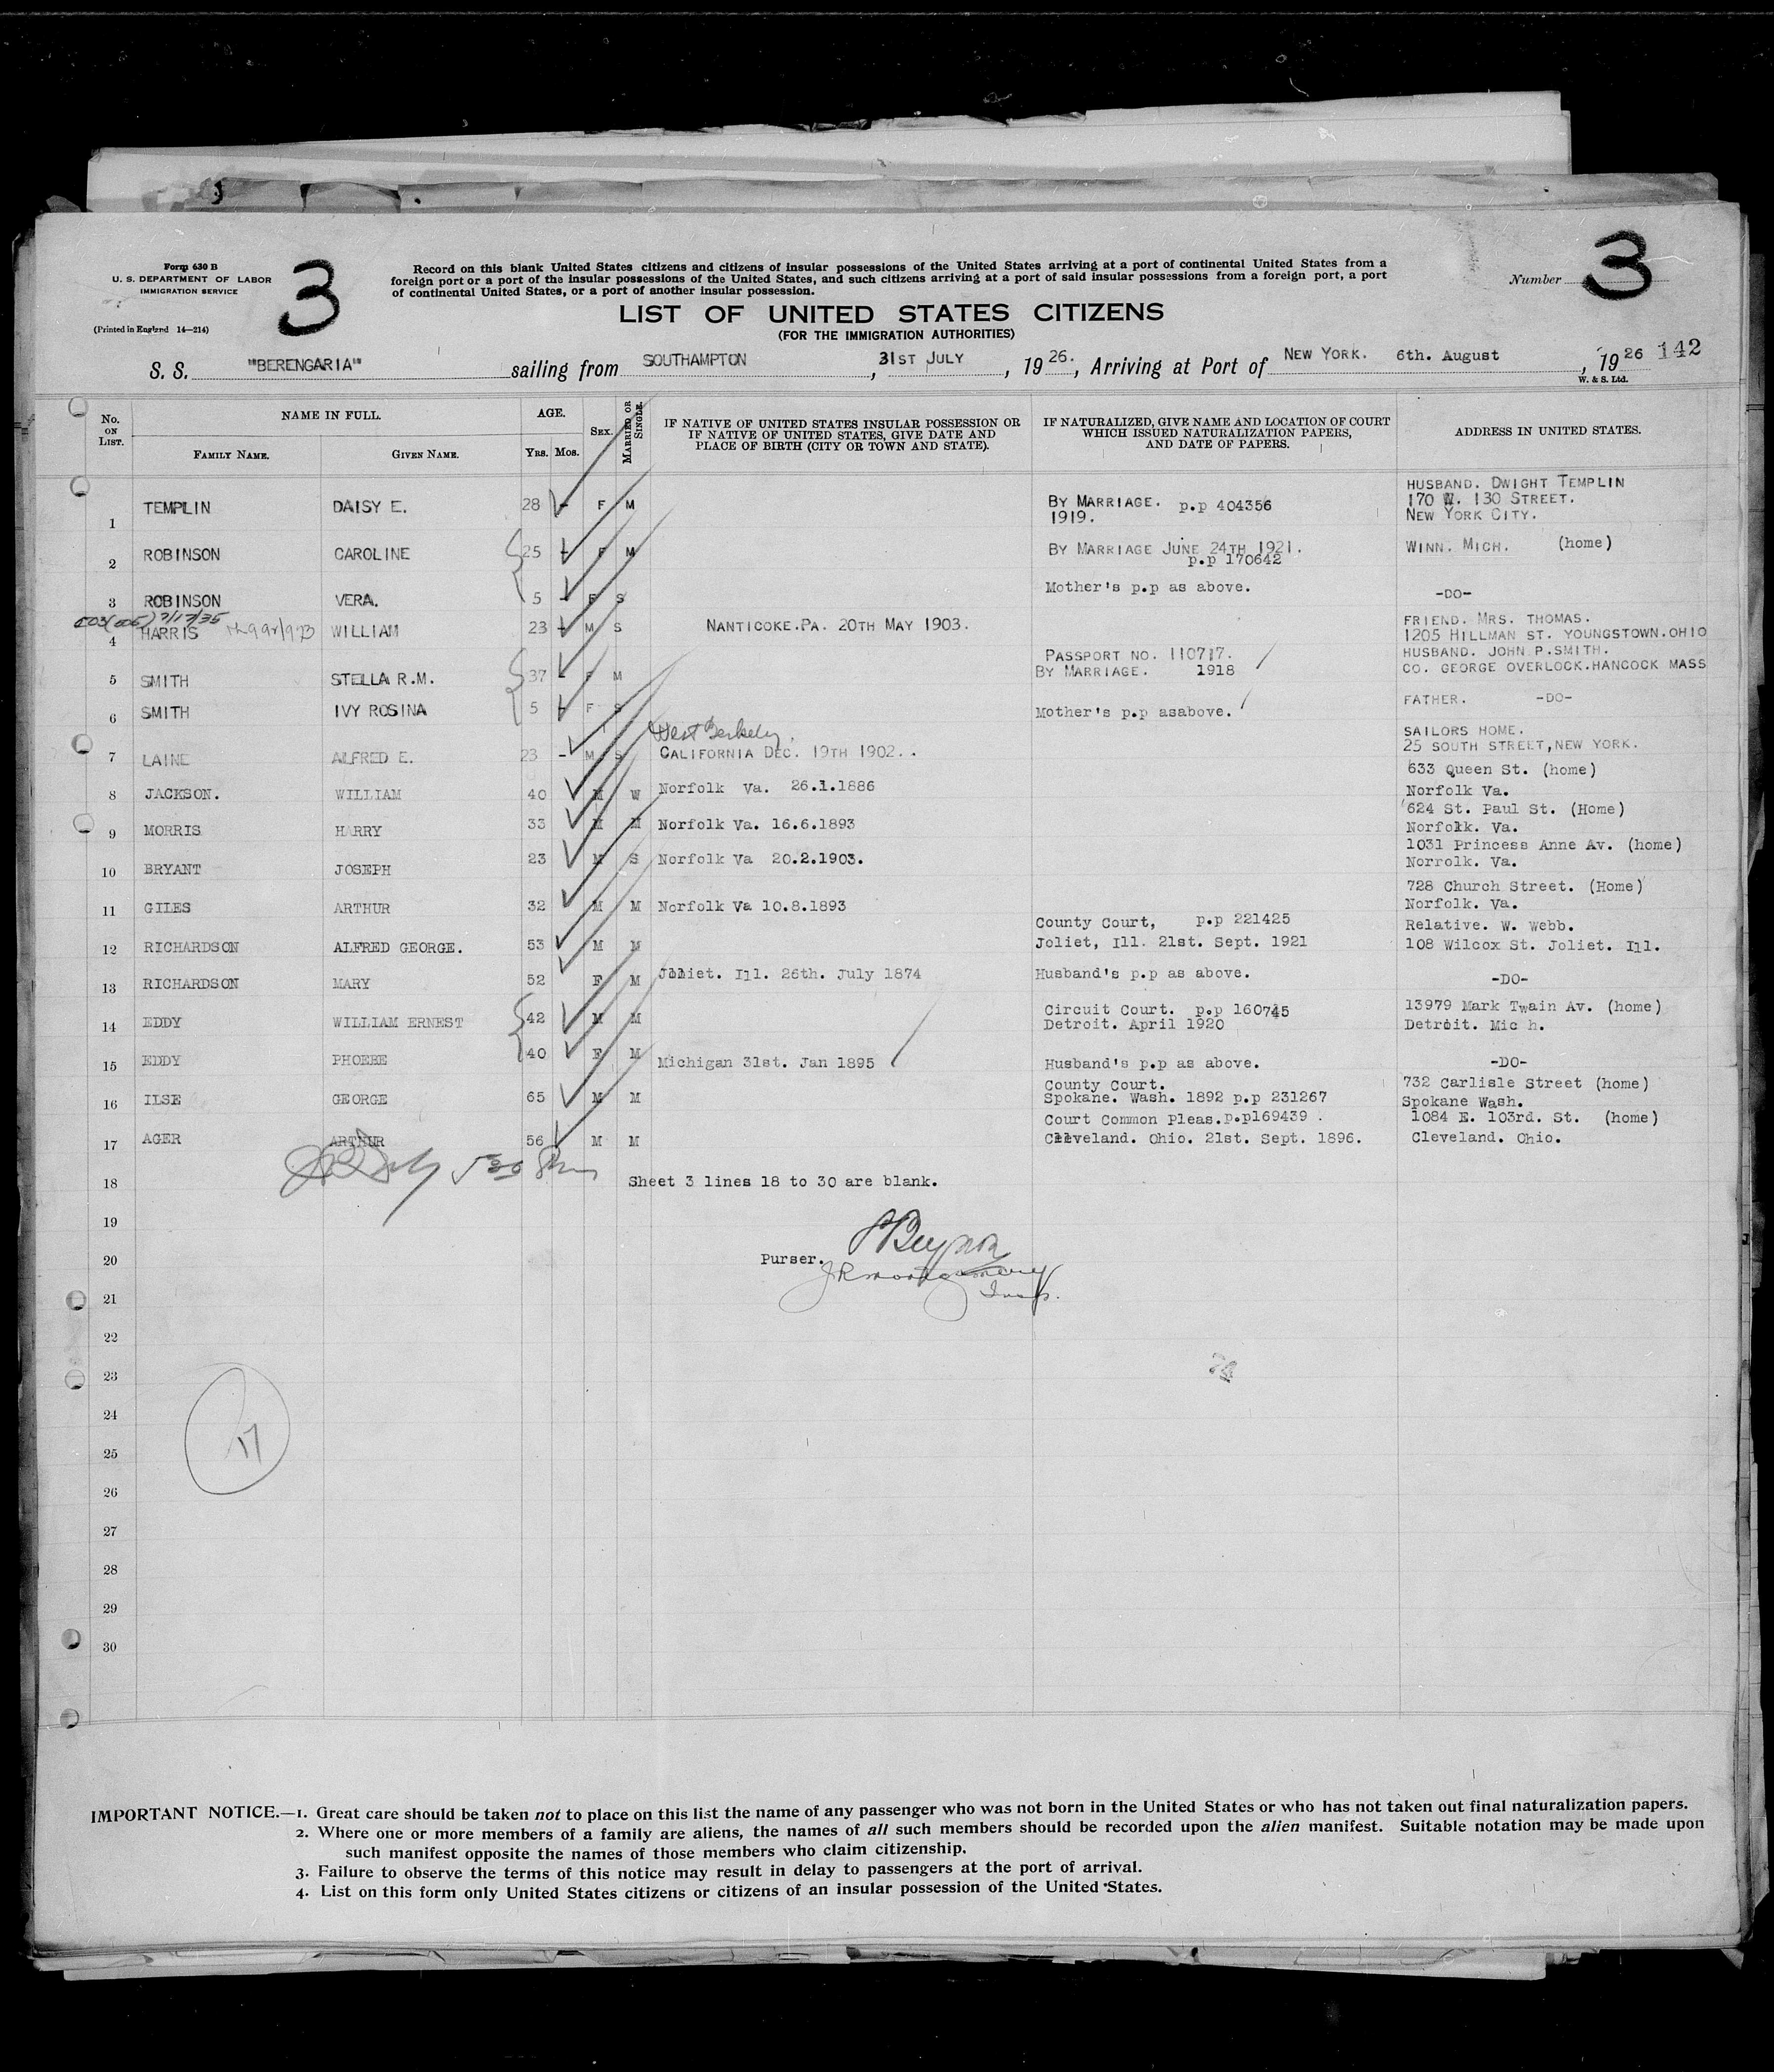 Form 630 B
U. S. DEPARTMENT OF LABOR
IMMIGRATION SERVICE
(Printed in England 14—214)
3
Record on this blank United States citizens and citizens of insular possessions of the United States arriving at a port of continental United States from a
foreign port or a port of the insular possessions of the United States, and such citizens arriving at a port of said insular possessions from a foreign port, a port
of continental United States, or a port of another insular possession.
Number 3
LIST OF UNITED STATES CITIZENS
(FOR THE IMMIGRATION AUTHORITIES)
S. S. "BERENGARIA" sailing from SOUTHAMPTON, 31ST JULY, 1926., Arriving at Port of NEW YORK. 6th. August, 1926 142
W. & S. Ltd.
No. ON LIST. NAME IN FULL. AGE. SEX. MARRIED OR SINGLE. IF NATIVE OF UNITED STATES INSULAR POSSESSION OR IF NATIVE OF UNITED STATES, GIVE DATE AND PLACE OF BIRTH (CITY OR TOWN AND STATE). IF NATURALIZED, GIVE NAME AND LOCATION OF COURT WHICH ISSUED NATURALIZATION PAPERS, AND DATE OF PAPERS. ADDRESS IN UNITED STATES.
FAMILY NAME. GIVEN NAME. YRS. MOS.
1 TEMPLIN DAISY E. 28 - F M BY MARRIAGE. p.p 404356 1919. HUSBAND. DWIGHT TEMPLIN 170 W. 130 STREET. NEW YORK CITY.
2 ROBINSON CAROLINE 25 - F M BY MARRIAGE JUNE 24TH 1921. p.p 170642 WINN. MICH. (home)
3 ROBINSON VERA. 5 - F S Mother's p.p as above. -DO-
4 HARRIS WILLIAM 23 - M S NANTICOKE.PA. 20TH MAY 1903. FRIEND. MRS. THOMAS. 1205 HILLMAN ST. YOUNGSTOWN.OHIO
5 SMITH STELLA R.M. 37 - F M PASSPORT NO. 110717. BY MARRIAGE. 1918 HUSBAND. JOHN P.SMITH. CO. GEORGE OVERLOCK.HANCOCK MASS
6 SMITH IVY ROSINA 5 - F S Mother's p.p asabove. FATHER. -DO-
7 LAINE ALFRED E. 23 - M S West Berkeley. CALIFORNIA DEC. 19TH 1902.. SAILORS HOME. 25 SOUTH STREET,NEW YORK.
8 JACKSON. WILLIAM 40 M W Norfolk Va. 26.1.1886 633 Queen St. (home) Norfolk Va.
9 MORRIS HARRY 33 M M Norfolk Va. 16.6.1893 624 St. Paul St. (Home) Norfolk. Va.
10 BRYANT JOSEPH 23 M S Norfolk Va 20.2.1903. 1031 Princess Anne Av. (home) Norrolk. Va.
11 GILES ARTHUR 32 M M Norfolk Va 10.8.1893 728 Church Street. (Home) Norfolk. Va.
12 RICHARDSON ALFRED GEORGE. 53 M M County Court, p.p 221425 Joliet, Ill. 21st. Sept. 1921 Relative. W. Webb. 108 Wilcox St. Joliet. Ill.
13 RICHARDSON MARY 52 F M Joliet. Ill. 26th. July 1874 Husband's p.p as above. -DO-
14 EDDY WILLIAM ERNEST 42 M M Circuit Court. p.p 160745 Detroit. April 1920 13979 Mark Twain Av. (home) Detroit. Mic h.
15 EDDY PHOEBE 40 F M Michigan 31st. Jan 1895 Husband's p.p as above. -DO-
16 ILSE GEORGE 65 M M County Court. Spokane. Wash. 1892 p.p 231267 732 Carlisle Street (home) Spokane Wash.
17 AGER ARTHUR 56 M M Court Common Pleas.p.p169439 . Cleveland. Ohio. 21st. Sept. 1896. 1084 E. 103rd. St. (home) Cleveland. Ohio.
18 Sheet 3 lines 18 to 30 are blank.
19
20 Purser.
21
22
23
24
25 17
26
27
28
29
30
IMPORTANT NOTICE.—1. Great care should be taken not to place on this list the name of any passenger who was not born in the United States or who has not taken out final naturalization papers.
2. Where one or more members of a family are aliens, the names of all such members should be recorded upon the alien manifest. Suitable notation may be made upon
such manifest opposite the names of those members who claim citizenship.
3. Failure to observe the terms of this notice may result in delay to passengers at the port of arrival.
4. List on this form only United States citizens or citizens of an insular possession of the United States.